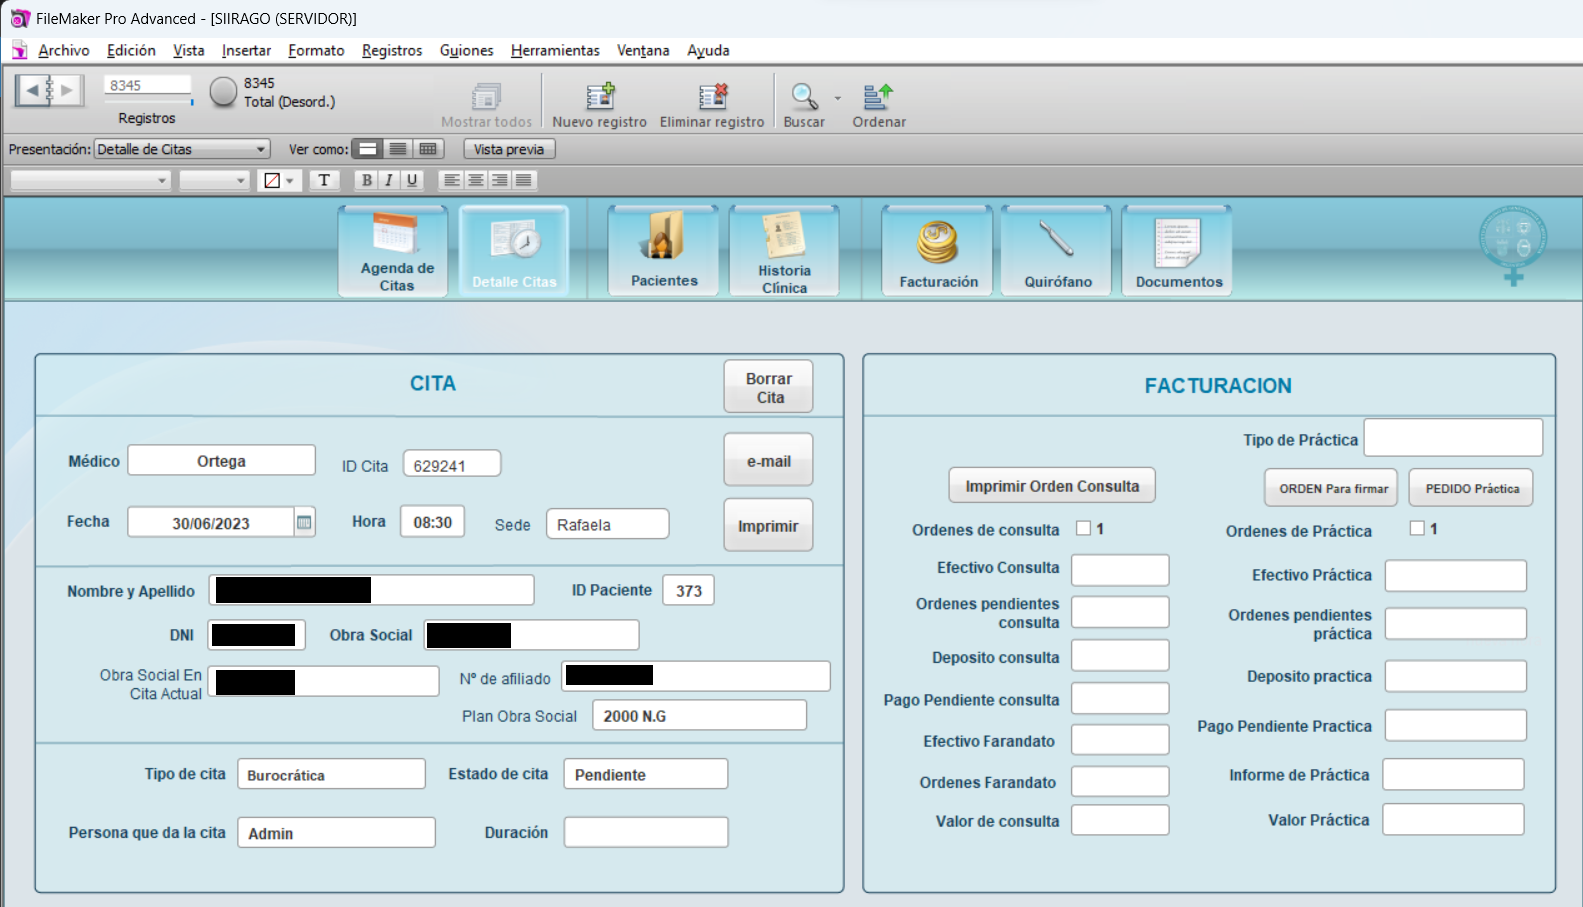 FileMaker Pro Advanced - [SIIRAGO (SERVIDOR)]
Archivo Edición Vista Insertar Formato Registros Guiones Herramientas Ventana Ayuda
8345
Registros
8345
Total (Desord.)
Mostrar todos
Nuevo registro
Eliminar registro
Buscar
Ordenar
Presentación: Detalle de Citas
Ver como:
Vista previa
T B I U
Agenda de
Citas
Detalle Citas
Pacientes
Historia
Clínica
Facturación
Quirófano
Documentos
CITA
Borrar
Cita
Médico Ortega
ID Cita 629241
e-mail
Fecha 30/06/2023
Hora 08:30
Sede Rafaela
Imprimir
Nombre y Apellido
ID Paciente 373
DNI
Obra Social
Obra Social En
Cita Actual
Nº de afiliado
Plan Obra Social 2000 N.G
Tipo de cita Burocrática
Estado de cita Pendiente
Persona que da la cita Admin
Duración
FACTURACION
Tipo de Práctica
Imprimir Orden Consulta
ORDEN Para firmar
PEDIDO Práctica
Ordenes de consulta 1
Ordenes de Práctica 1
Efectivo Consulta
Efectivo Práctica
Ordenes pendientes
consulta
Ordenes pendientes
práctica
Deposito consulta
Deposito practica
Pago Pendiente consulta
Pago Pendiente Practica
Efectivo Farandato
Informe de Práctica
Ordenes Farandato
Valor de consulta
Valor Práctica